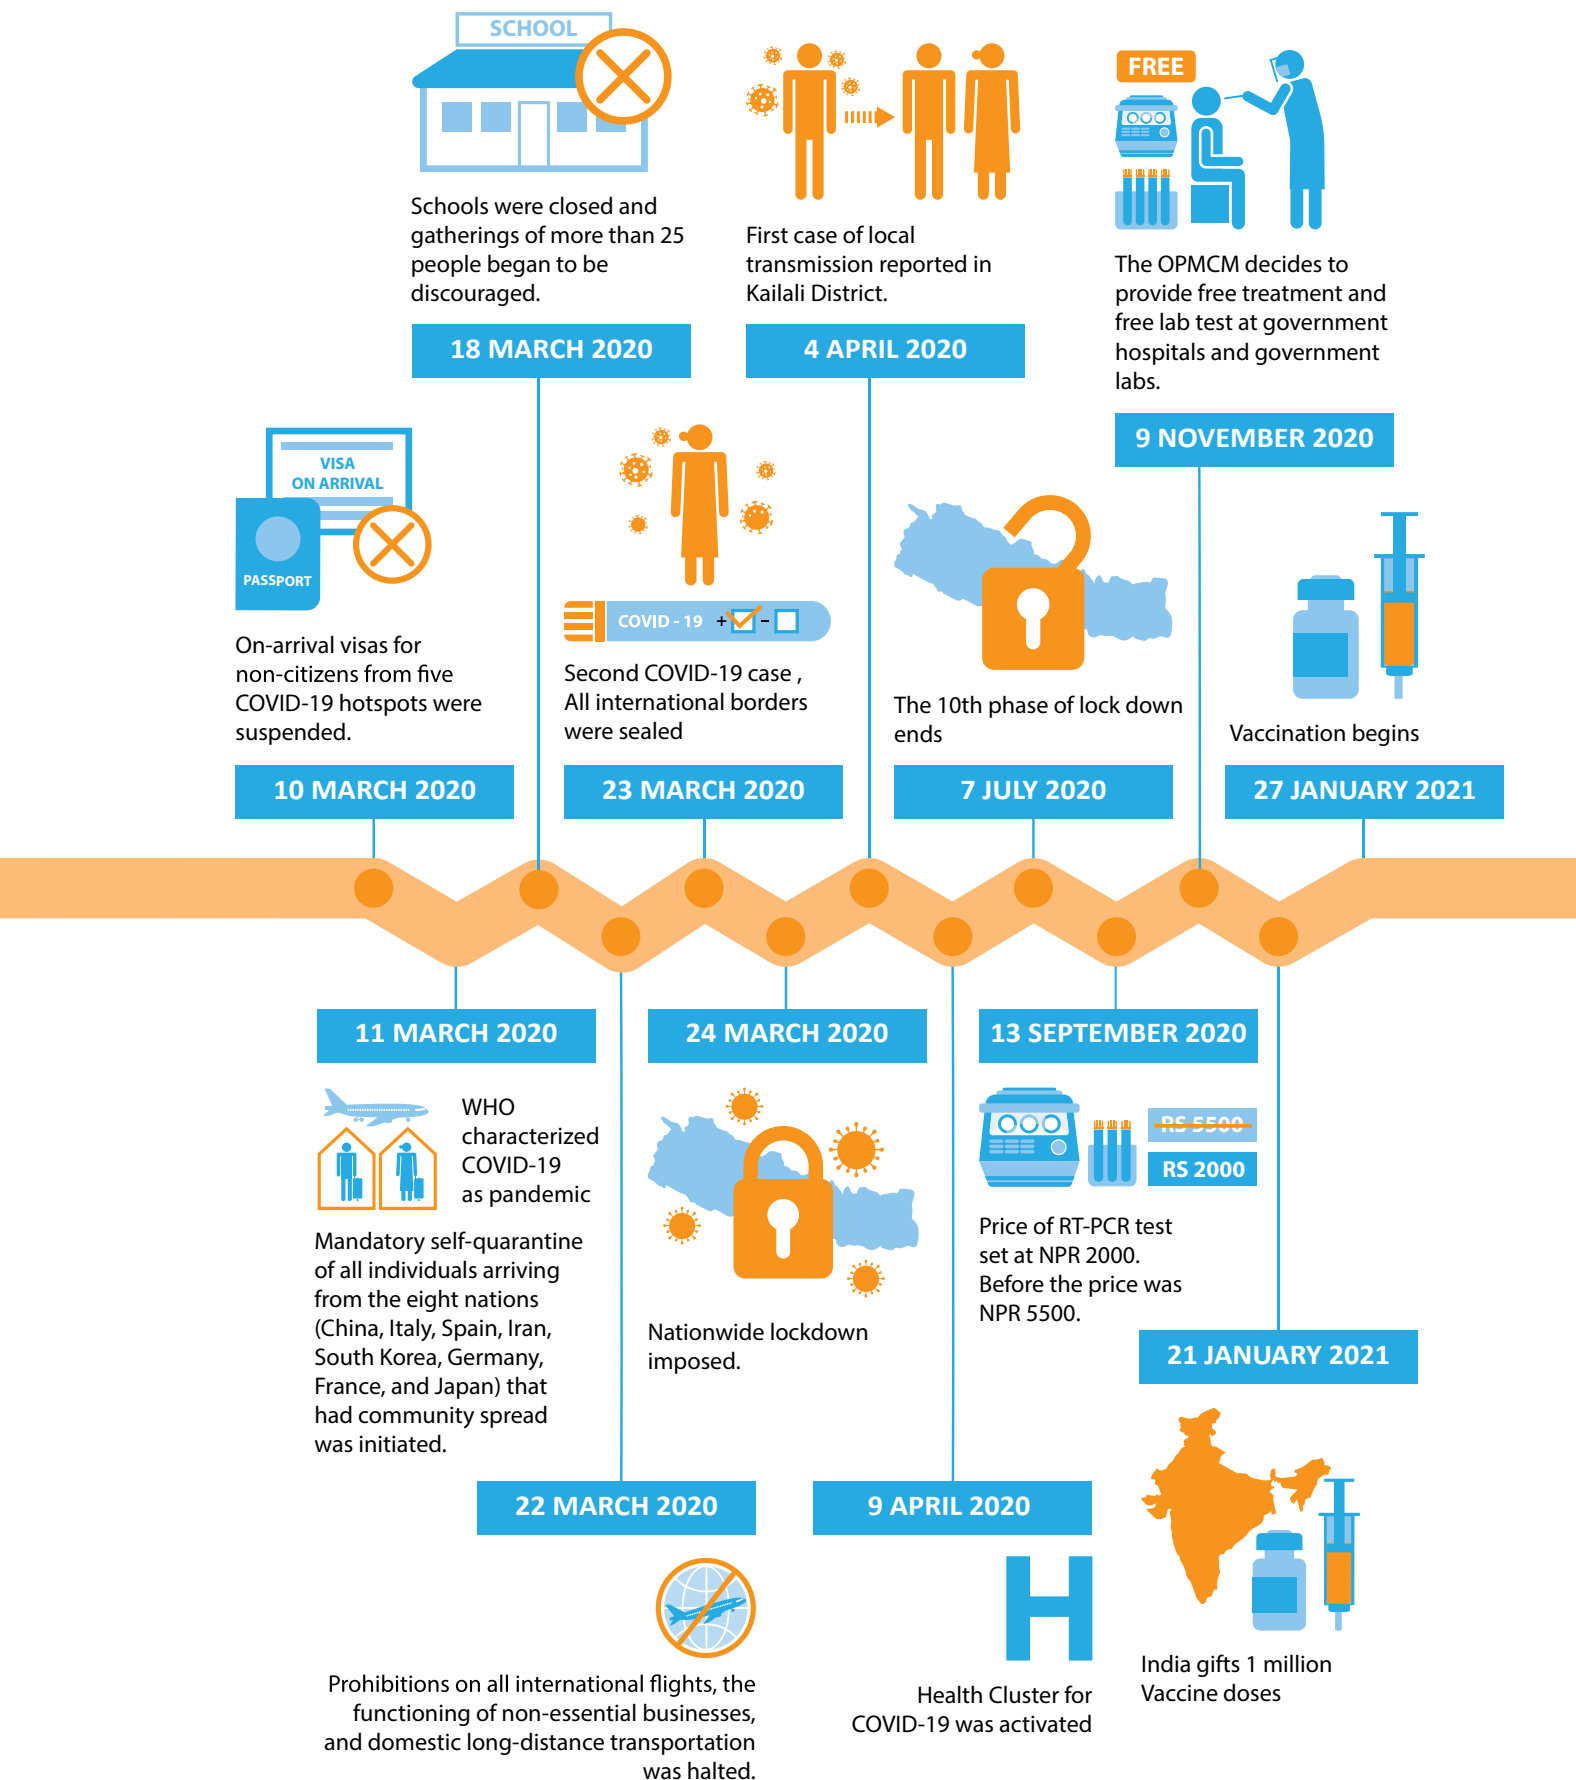 SCHOOL
Schools were closed and
gatherings of more than 25
people began to be
discouraged.
18 MARCH 2020
First case of local
transmission reported in
Kailali District.
4 APRIL 2020
FREE
The OPMCM decides to
provide free treatment and
free lab test at government
hospitals and government
labs.
9 NOVEMBER 2020
VISA
ON ARRIVAL
PASSPORT
On-arrival visas for
non-citizens from five
COVID-19 hotspots were
suspended.
10 MARCH 2020
COVID - 19 + -
Second COVID-19 case ,
All international borders
were sealed
23 MARCH 2020
The 10th phase of lock down
ends
7 JULY 2020
Vaccination begins
27 JANUARY 2021
11 MARCH 2020
WHO
characterized
COVID-19
as pandemic
Mandatory self-quarantine
of all individuals arriving
from the eight nations
(China, Italy, Spain, Iran,
South Korea, Germany,
France, and Japan) that
had community spread
was initiated.
24 MARCH 2020
Nationwide lockdown
imposed.
13 SEPTEMBER 2020
RS 5500
RS 2000
Price of RT-PCR test
set at NPR 2000.
Before the price was
NPR 5500.
21 JANUARY 2021
India gifts 1 million
Vaccine doses
22 MARCH 2020
Prohibitions on all international flights, the
functioning of non-essential businesses,
and domestic long-distance transportation
was halted.
9 APRIL 2020
H
Health Cluster for
COVID-19 was activated